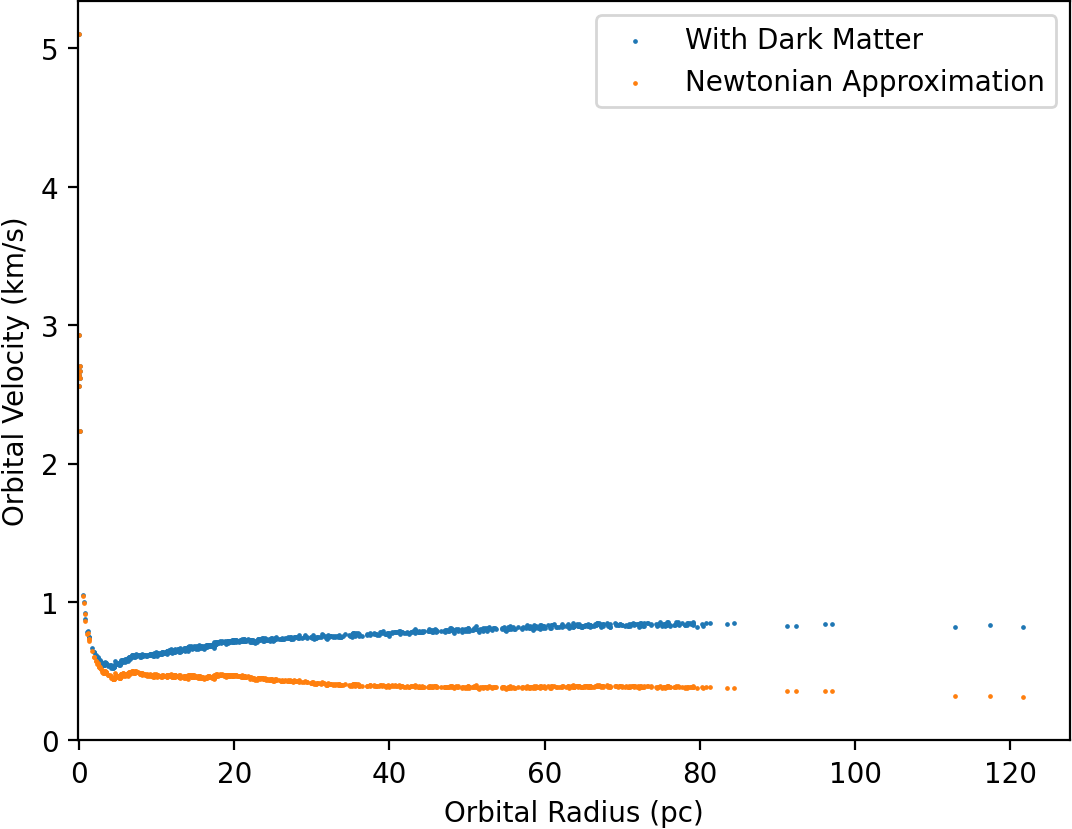 With Dark Matter
Newtonian Approximation
5
4
3
2
1
0
Orbital Velocity (km/s)
0 20 40 60 80 100 120
Orbital Radius (pc)